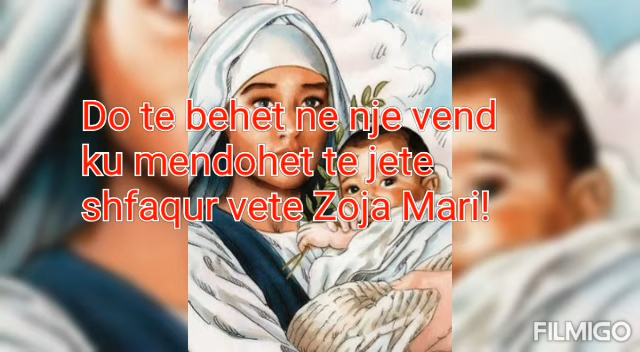 Do te behet ne nje vend
ku mendohet te jete
shfaqur vete Zoja Mari!
FILMIGO